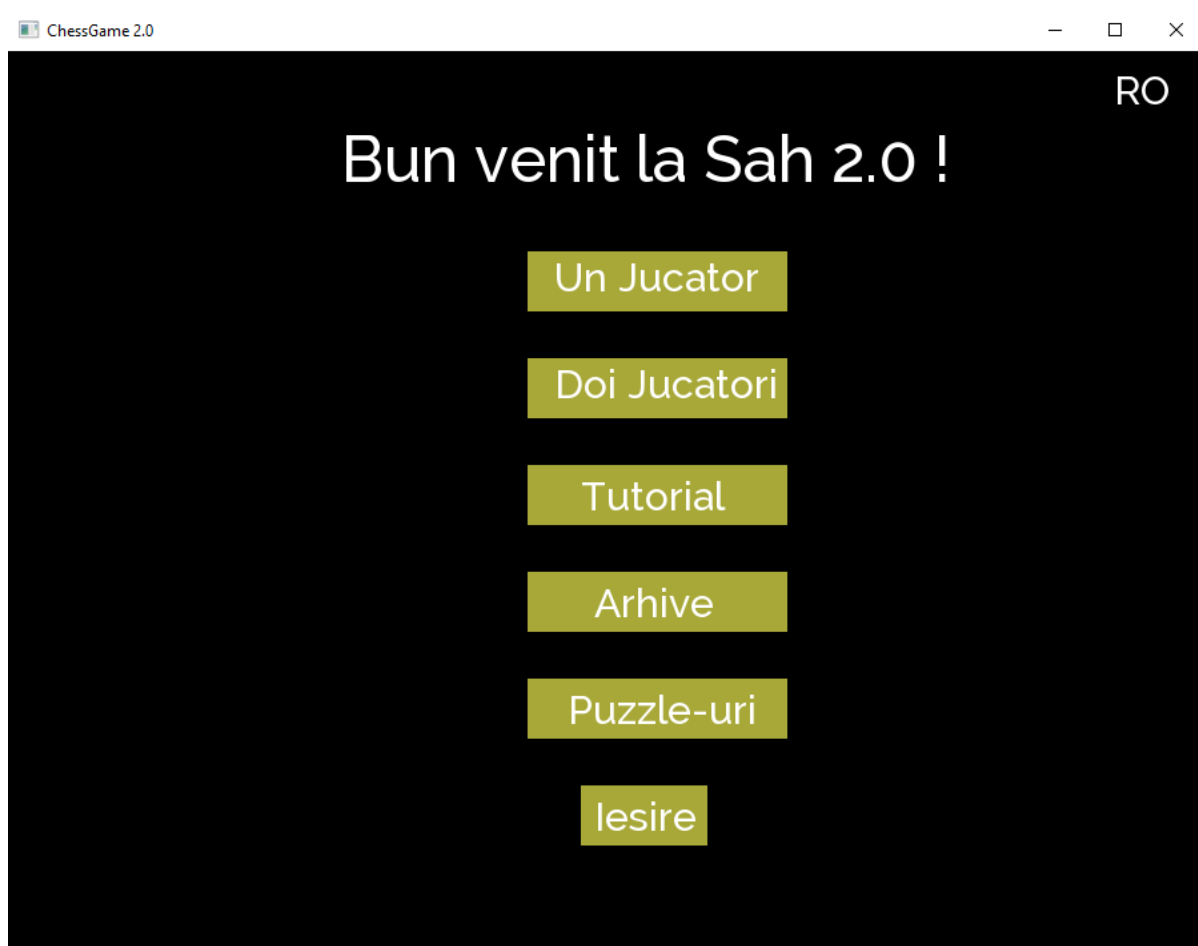 ChessGame 2.0
RO
Bun venit la Sah 2.0 !
Un Jucator
Doi Jucatori
Tutorial
Arhive
Puzzle-uri
Iesire